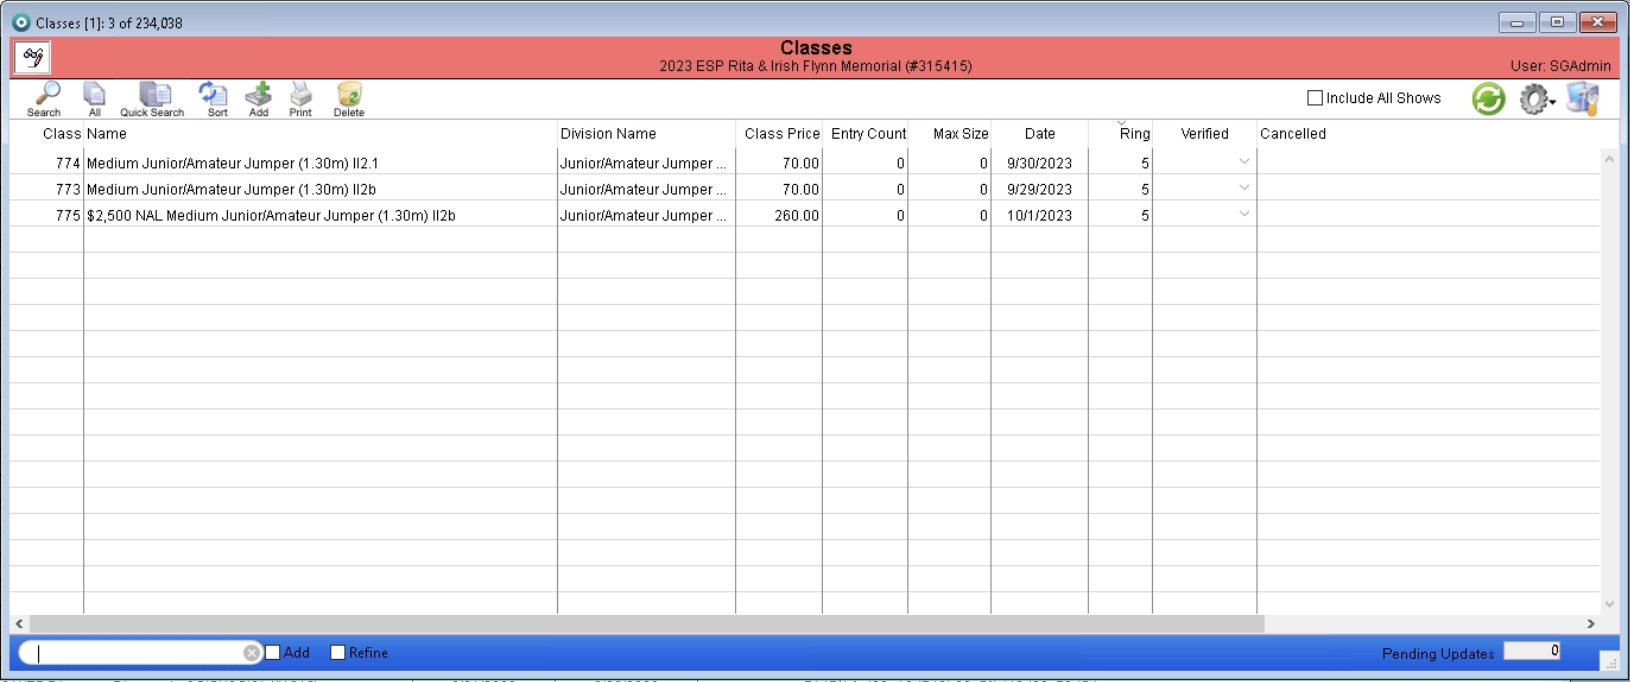 Classes [1]: 3 of 234,038
Classes
2023 ESP Rita & Irish Flynn Memorial (#315415)
User: SGAdmin
Search All Quick Search Sort Add Print Delete
Include All Shows
Class Name Division Name Class Price Entry Count Max Size Date Ring Verified Cancelled
774 Medium Junior/Amateur Jumper (1.30m) II2.1 Junior/Amateur Jumper ... 70.00 0 0 9/30/2023 5
773 Medium Junior/Amateur Jumper (1.30m) II2b Junior/Amateur Jumper ... 70.00 0 0 9/29/2023 5
775 $2,500 NAL Medium Junior/Amateur Jumper (1.30m) II2b Junior/Amateur Jumper ... 260.00 0 0 10/1/2023 5
Add Refine Pending Updates 0